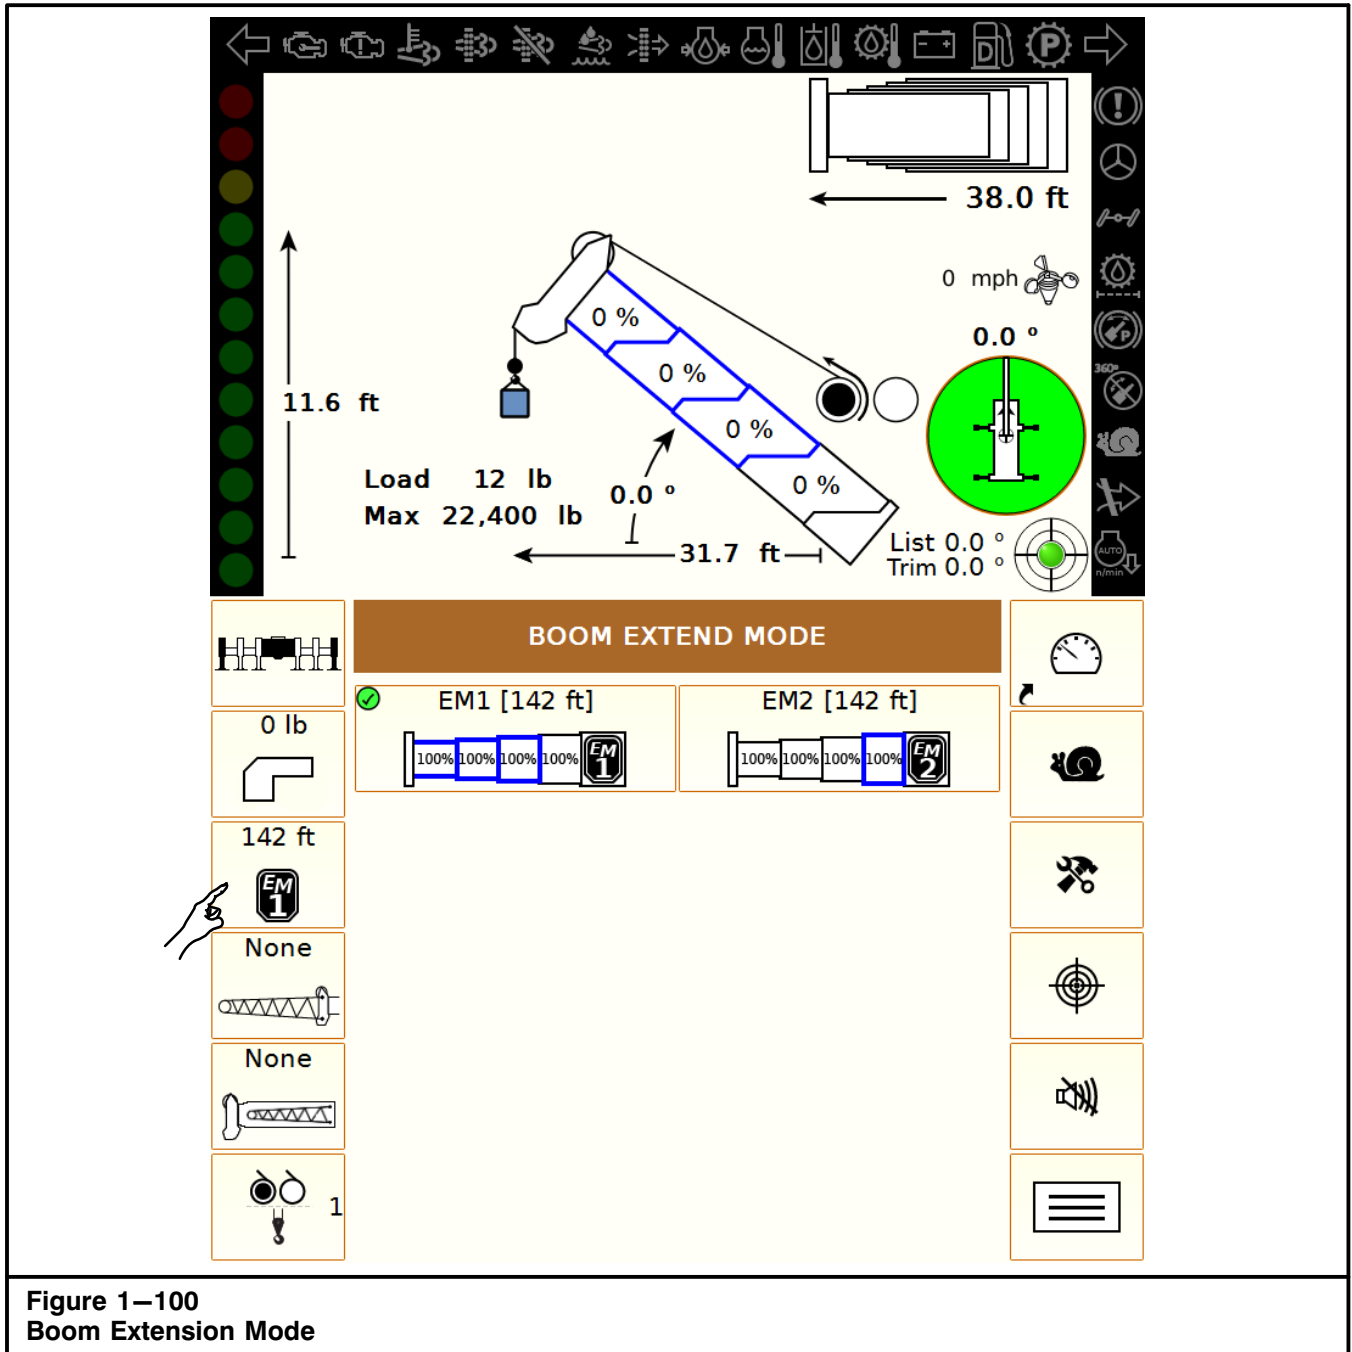 D
P
!
38.0 ft
0 mph
P
0.0 °
360°
0 %
0 %
0 %
0 %
11.6 ft
Load 12 lb
Max 22,400 lb
0.0 °
31.7 ft
List 0.0 °
Trim 0.0 °
AUTO
n/min
BOOM EXTEND MODE
0 lb
EM1 [142 ft]
100% 100% 100% 100% EM 1
EM2 [142 ft]
100% 100% 100% 100% EM 2
142 ft
EM
1
None
None
1
Figure 1—100
Boom Extension Mode